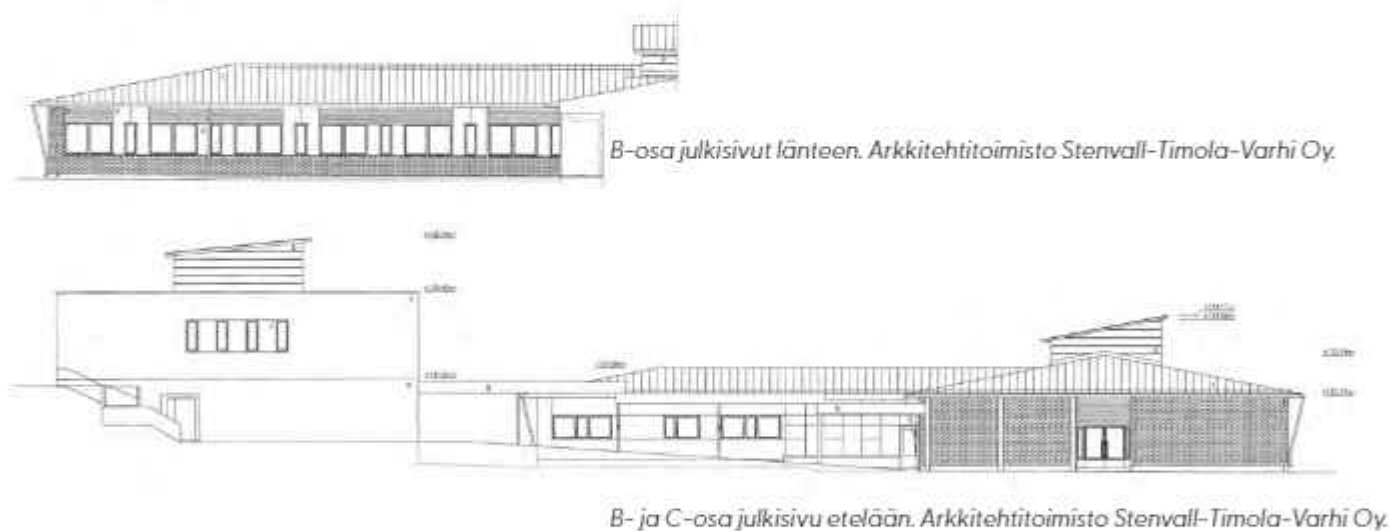 B-osa julkisivut länteen. Arkkitehtitoimisto Stenvall-Timola-Varhi Oy.
B- ja C-osa julkisivu etelään. Arkkitehtitoimisto Stenvall-Timola-Varhi Oy